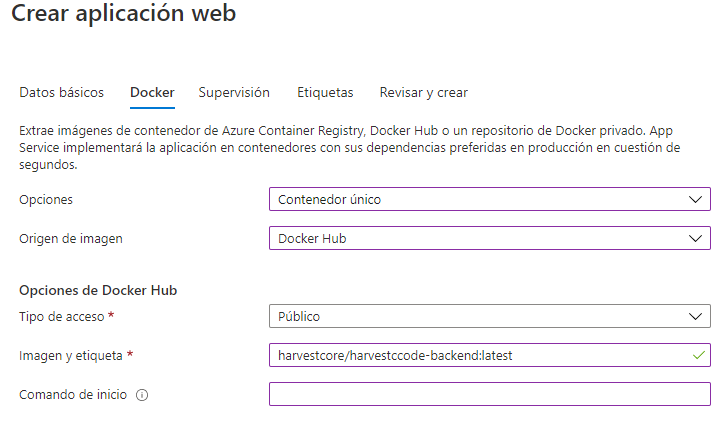 Crear aplicación web
Datos básicos Docker Supervisión Etiquetas Revisar y crear
Extrae imágenes de contenedor de Azure Container Registry, Docker Hub o un repositorio de Docker privado. App
Service implementará la aplicación en contenedores con sus dependencias preferidas en producción en cuestión de
segundos.
Opciones Contenedor único
Origen de imagen Docker Hub
Opciones de Docker Hub
Tipo de acceso * Público
Imagen y etiqueta * harvestcore/harvestccode-backend:latest
Comando de inicio